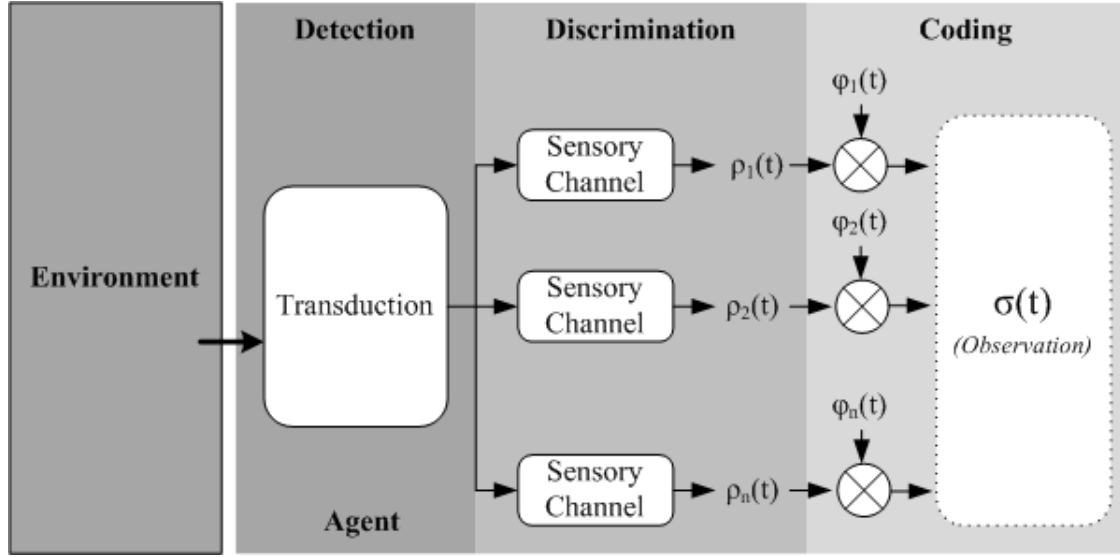 Detection
Discrimination
Coding
φ₁(t)
Sensory
Channel
ρ₁(t)
φ₂(t)
Environment
Transduction
Sensory
Channel
ρ₂(t)
σ(t)
(Observation)
φₙ(t)
Sensory
Channel
ρₙ(t)
Agent